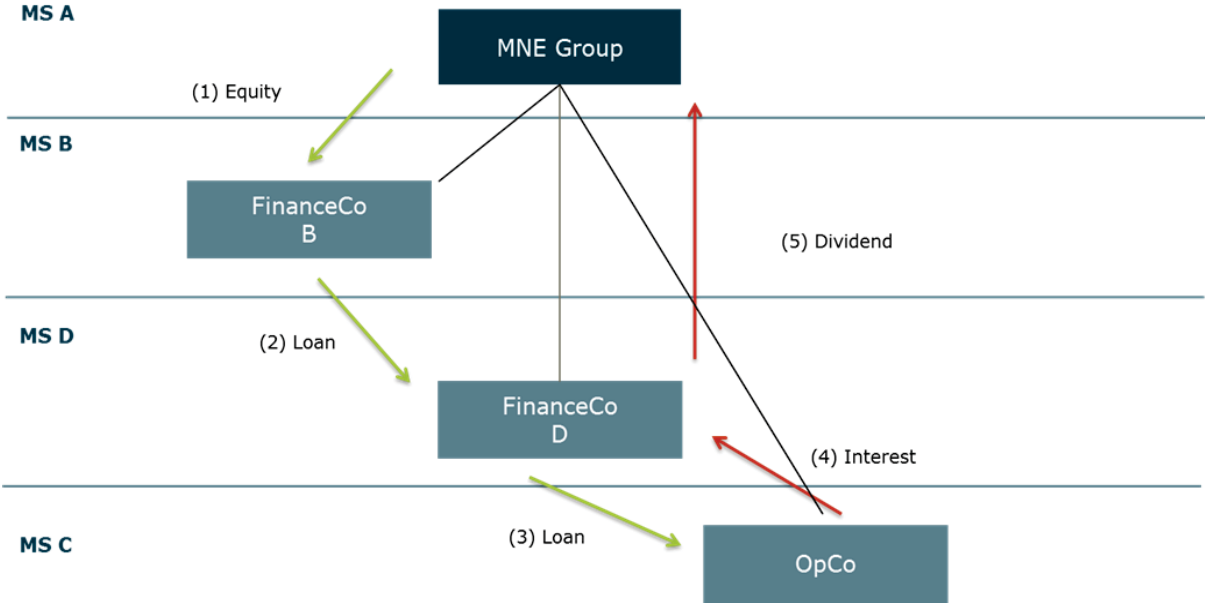 MS A
MNE Group
(1) Equity
MS B
FinanceCo
B
(5) Dividend
MS D
(2) Loan
FinanceCo
D
(4) Interest
(3) Loan
MS C
OpCo